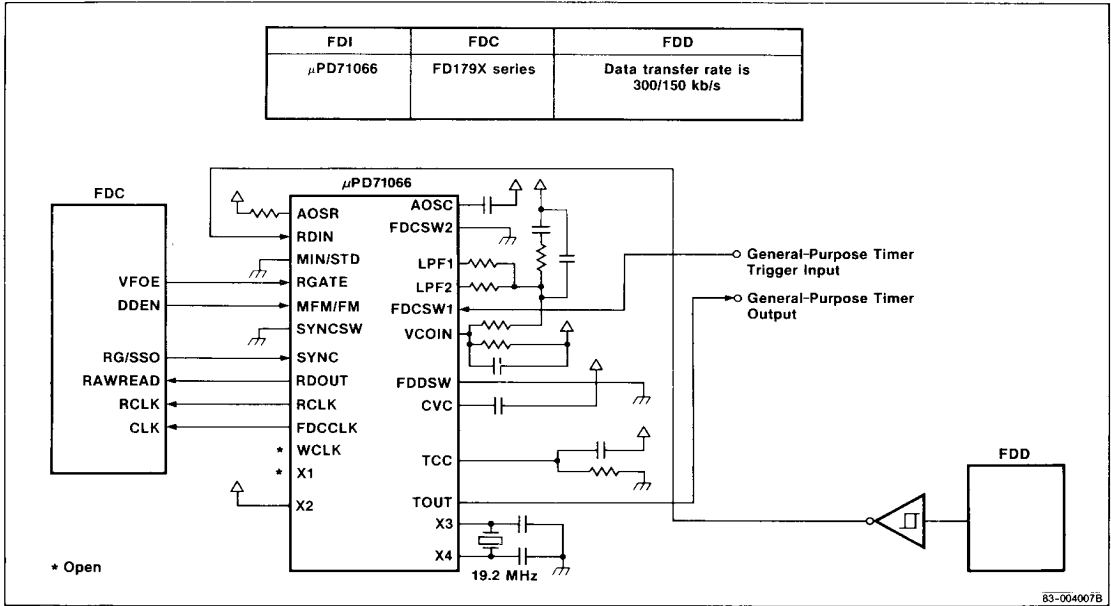 FDI
FDC
FDD
μPD71066
FD179X series
Data transfer rate is
300/150 kb/s
FDC
VFOE
DDEN
RG/SSO
RAWREAD
RCLK
CLK
μPD71066
AOSR
RDIN
MIN/STD
RGATE
MFM/FM
SYNCSW
SYNC
RDOUT
RCLK
FDCCLK
* WCLK
* X1
X2
AOSC
FDCSW2
LPF1
LPF2
FDCSW1
VCOIN
FDDSW
CVC
TCC
TOUT
X3
X4
19.2 MHz
General-Purpose Timer
Trigger Input
General-Purpose Timer
Output
FDD
* Open
83-004007B